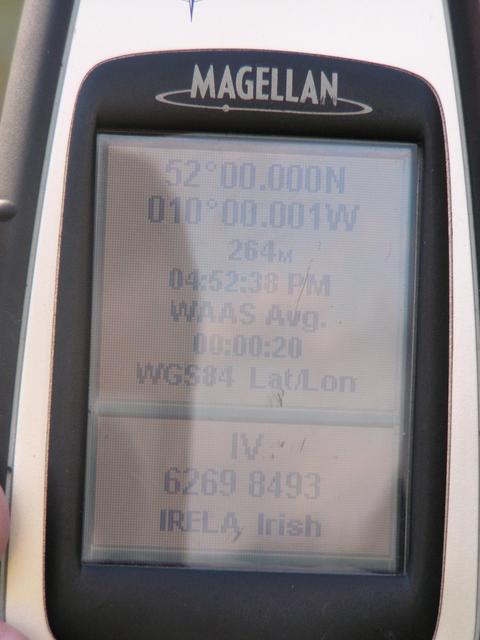 MAGELLAN
52°00.000N
010°00.001W
264M
04:52:38 PM
WAAS Avg.
00:00:20
WGS84 Lat/Lon
IV
6269 8493
IRELA, Irish